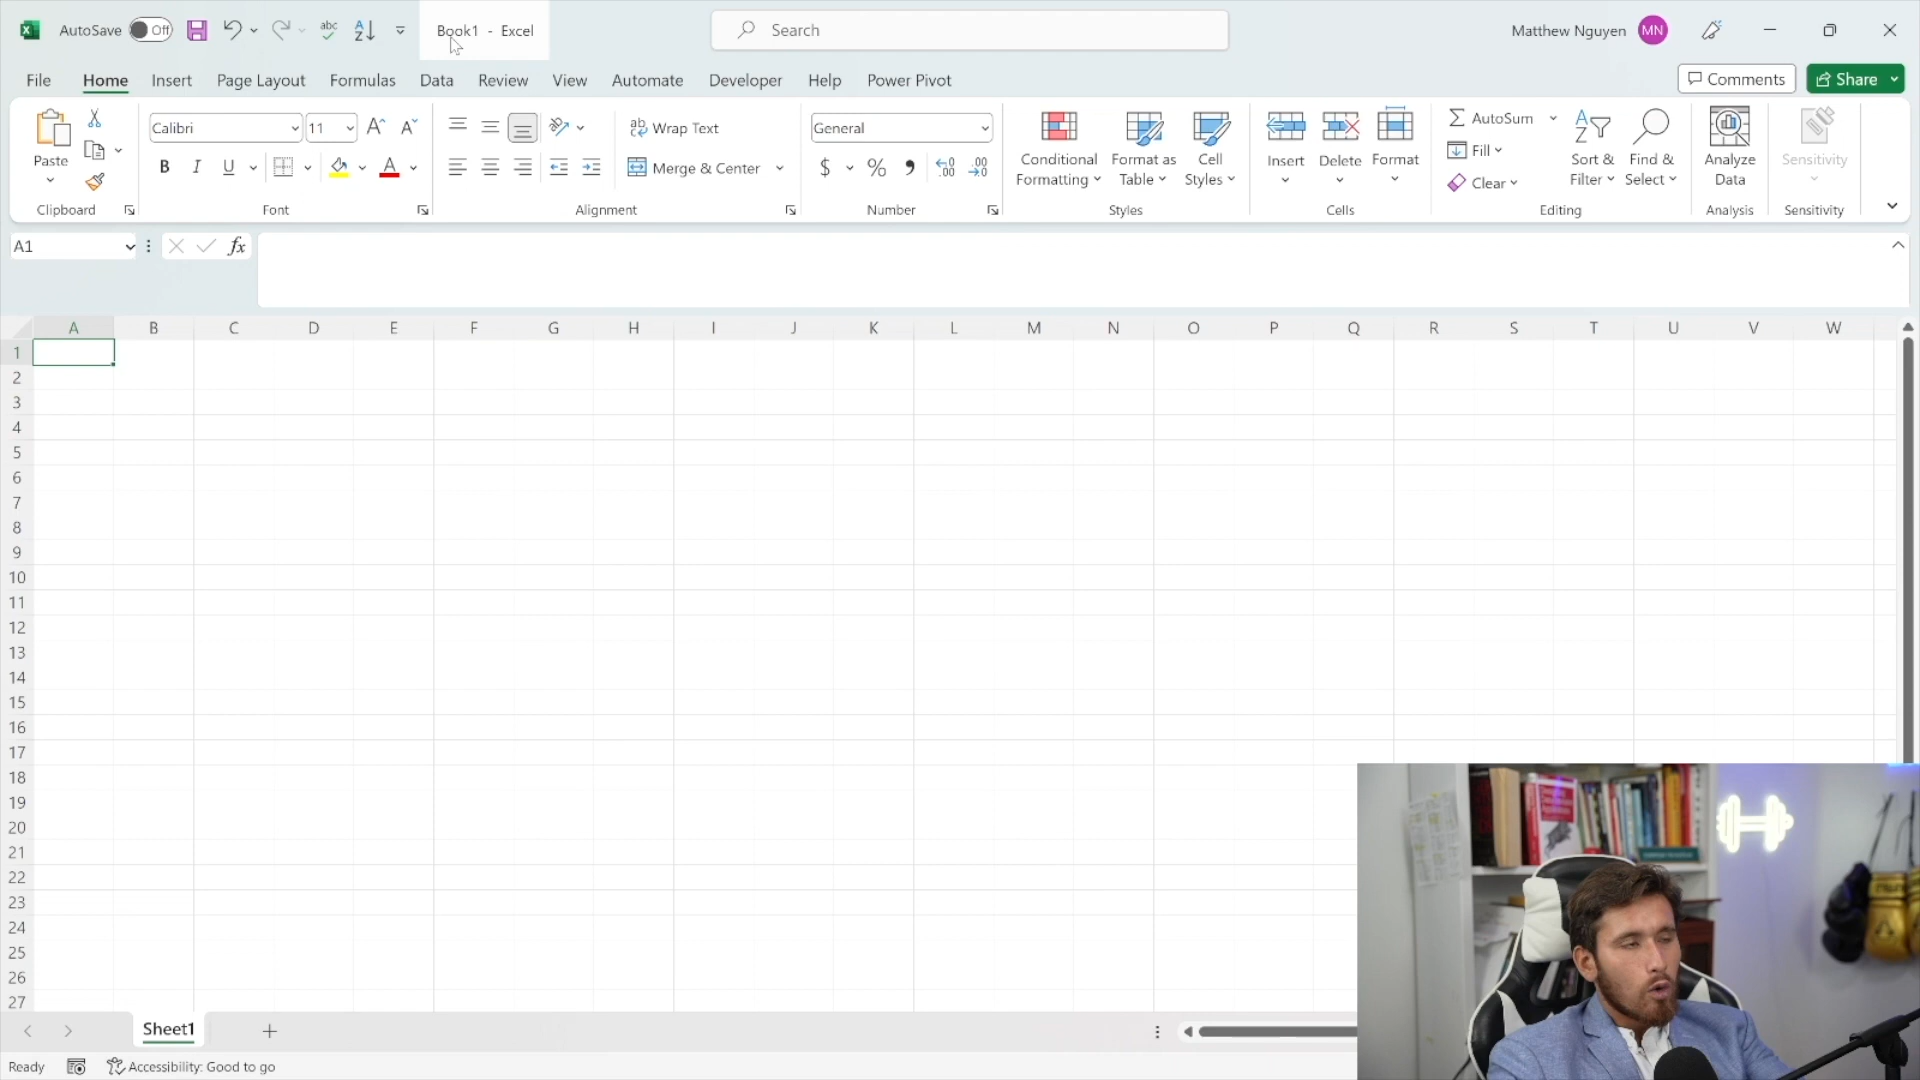 AutoSave Off Book1 - Excel Search Matthew Nguyen MN
File Home Insert Page Layout Formulas Data Review View Automate Developer Help Power Pivot Comments Share
Paste
Clipboard
Calibri 11
B I U A
Font
ab Wrap Text
Merge & Center
Alignment
General
$ % 9 .00 .00
Number
Conditional Formatting
Format as Table
Cell Styles
Styles
Insert Delete Format
Cells
AutoSum
Fill
Clear
Sort & Filter
Find & Select
Editing
Analyze Data
Analysis
Sensitivity
Sensitivity
A1 fx
A B C D E F G H I J K L M N O P Q R S T U V W
1
2
3
4
5
6
7
8
9
10
11
12
13
14
15
16
17
18
19
20
21
22
23
24
25
26
27
Sheet1
Ready Accessibility: Good to go